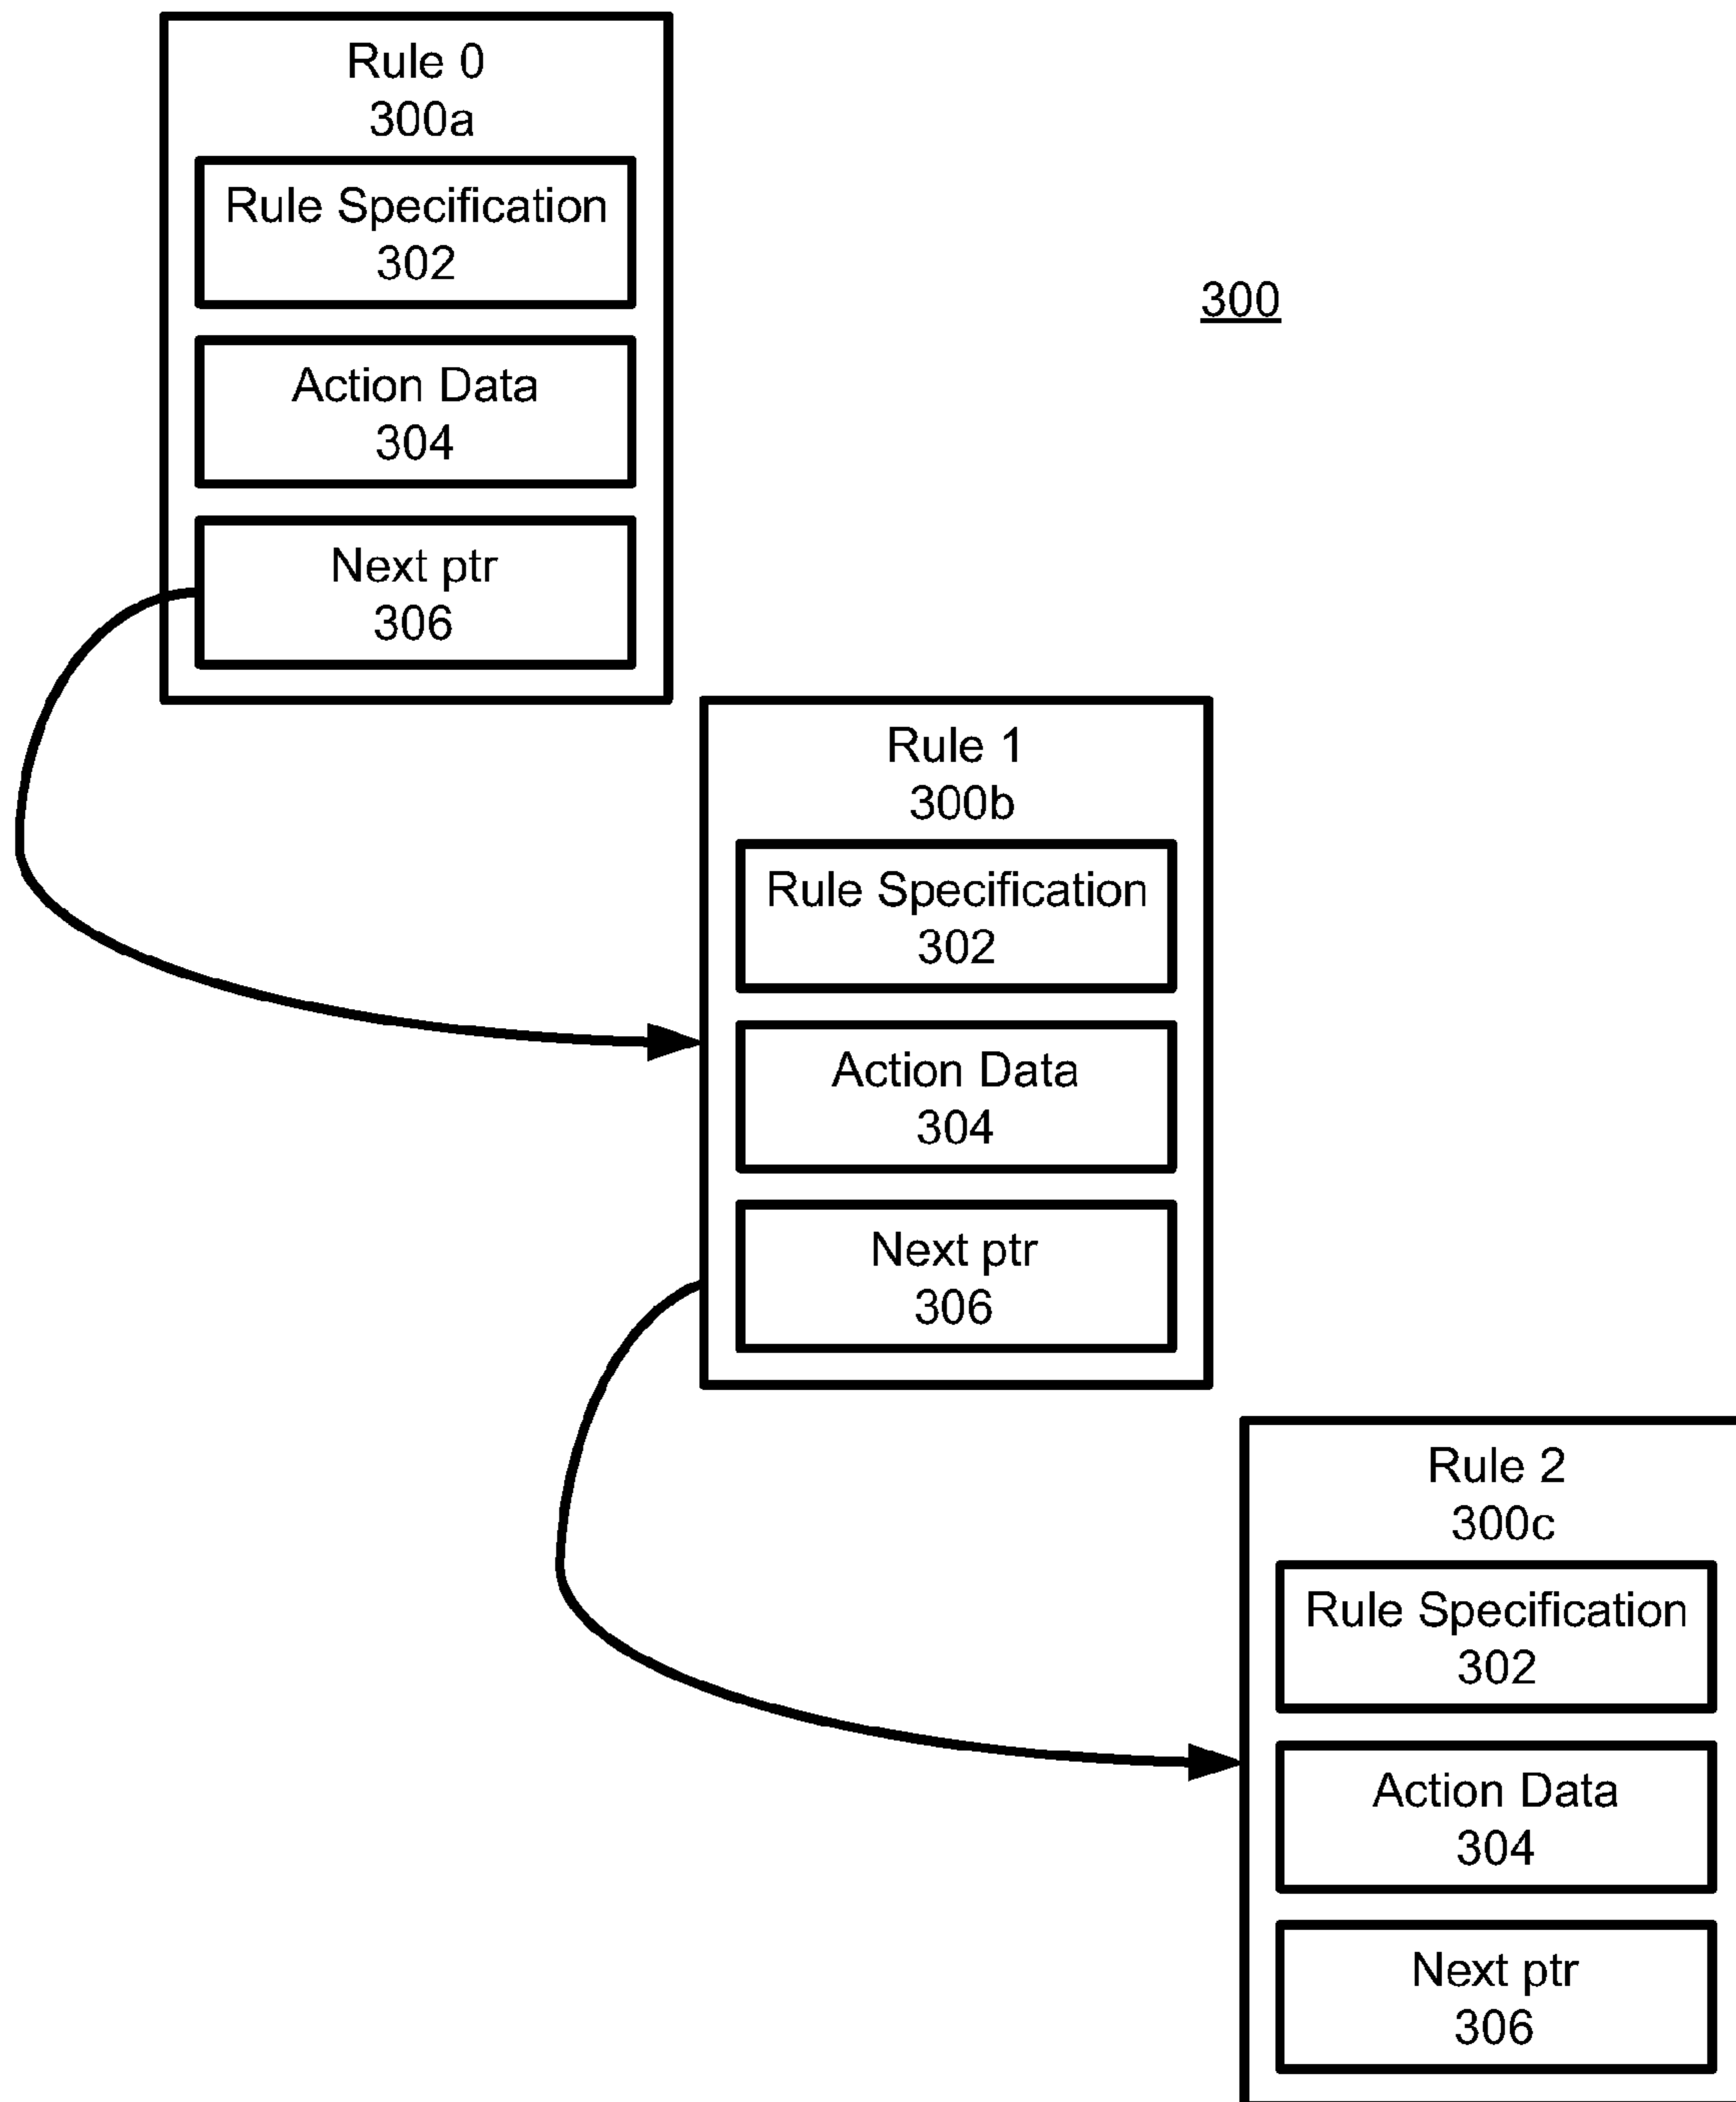 Rule 0
300a
Rule Specification
302
300
Action Data
304
Next ptr
306
Rule 1
300b
Rule Specification
302
Action Data
304
Next ptr
306
Rule 2
300c
Rule Specification
302
Action Data
304
Next ptr
306